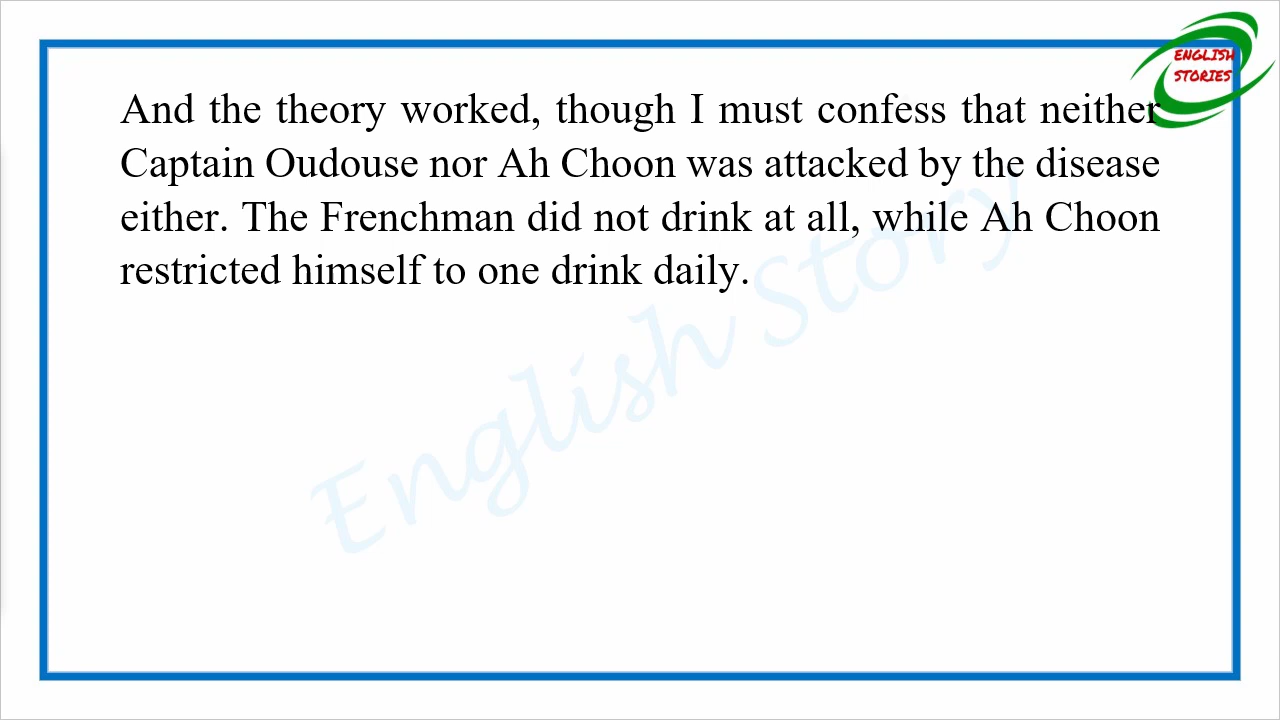 ENGLISH
STORIES
And the theory worked, though I must confess that neither
Captain Oudouse nor Ah Choon was attacked by the disease
either. The Frenchman did not drink at all, while Ah Choon
restricted himself to one drink daily.
English Story